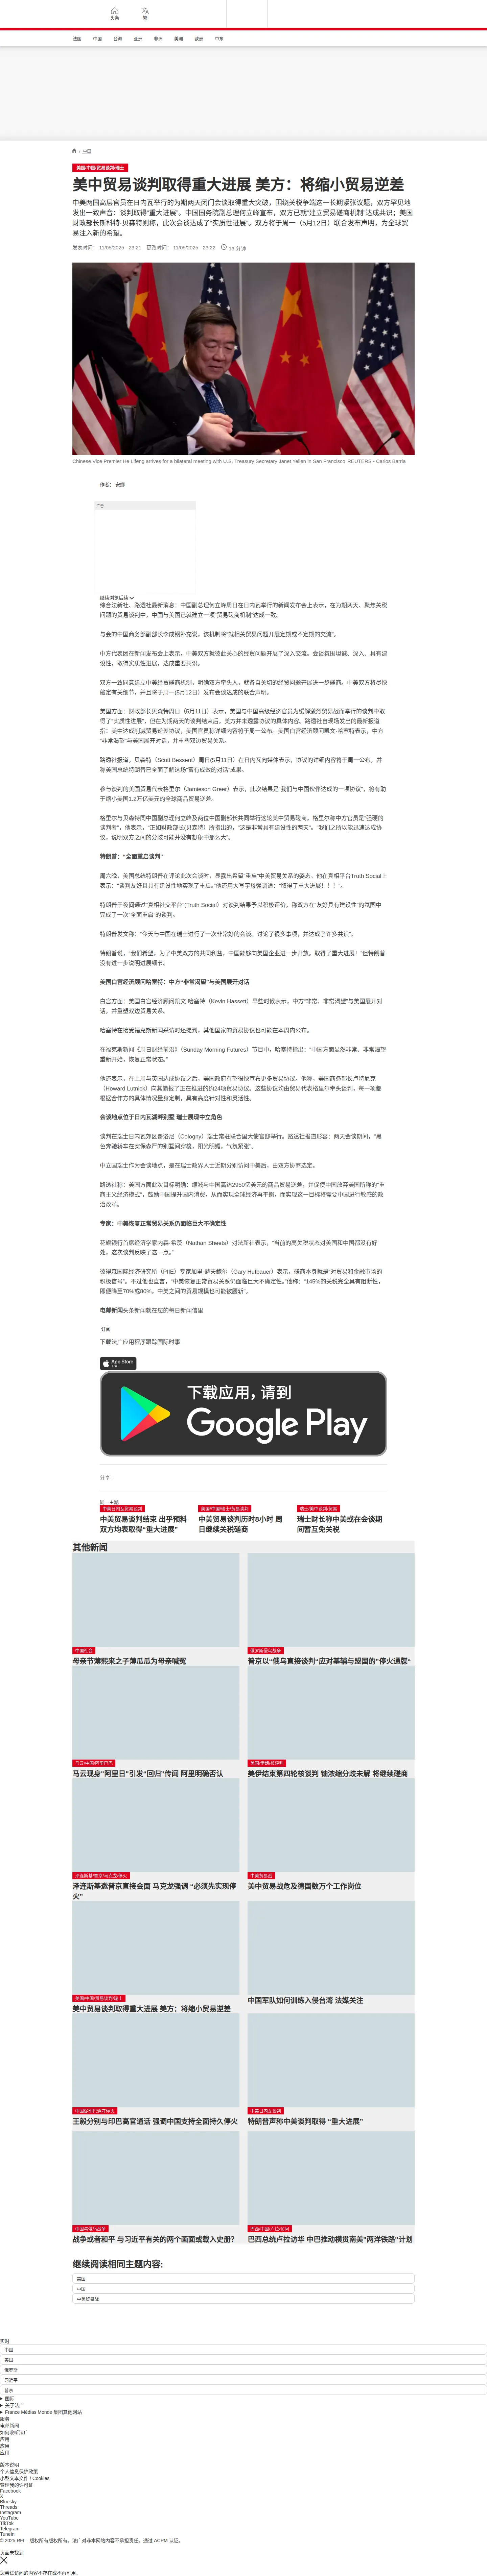 头条
繁
法国
中国
台海
亚洲
非洲
美洲
欧洲
中东
/ 中国
美国/中国/贸易谈判/瑞士
美中贸易谈判取得重大进展 美方：将缩小贸易逆差
中美两国高层官员在日内瓦举行的为期两天闭门会谈取得重大突破，围绕关税争端这一长期紧张议题，双方罕见地发出一致声音：谈判取得“重大进展”。中国国务院副总理何立峰宣布，双方已就“建立贸易磋商机制”达成共识；美国财政部长斯科特·贝森特则称，此次会谈达成了“实质性进展”。双方将于周一（5月12日）联合发布声明，为全球贸易注入新的希望。
发表时间： 11/05/2025 - 23:21 更改时间： 11/05/2025 - 23:22 13 分钟
Chinese Vice Premier He Lifeng arrives for a bilateral meeting with U.S. Treasury Secretary Janet Yellen in San Francisco REUTERS - Carlos Barria
作者： 安娜
广告
继续浏览后续
综合法新社、路透社最新消息：中国副总理何立峰周日在日内瓦举行的新闻发布会上表示，在为期两天、聚焦关税问题的贸易谈判中，中国与美国已就建立一项“贸易磋商机制”达成一致。
与会的中国商务部副部长李成钢补充说，该机制将“就相关贸易问题开展定期或不定期的交流”。
中方代表团在新闻发布会上表示，中美双方就彼此关心的经贸问题开展了深入交流。会谈氛围坦诚、深入、具有建设性，取得实质性进展，达成重要共识。
双方一致同意建立中美经贸磋商机制，明确双方牵头人，就各自关切的经贸问题开展进一步磋商。中美双方将尽快敲定有关细节，并且将于周一(5月12日）发布会谈达成的联合声明。
美国方面：财政部长贝森特周日（5月11日）表示，美国与中国高级经济官员为缓解激烈贸易战而举行的谈判中取得了“实质性进展”，但在为期两天的谈判结束后，美方并未透露协议的具体内容。路透社自现场发出的最新报道指：美中达成削减贸易逆差协议，美国官员称详细内容将于周一公布。美国白宫经济顾问凯文·哈塞特表示，中方“非常渴望”与美国展开对话，并重塑双边贸易关系。
路透社报道，贝森特（Scott Bessent）周日(5月11日）在日内瓦向媒体表示，协议的详细内容将于周一公布，并称美国总统特朗普已全面了解这场“富有成效的对话”成果。
参与谈判的美国贸易代表格里尔（Jamieson Greer）表示，此次结果是“我们与中国伙伴达成的一项协议”，将有助于缩小美国1.2万亿美元的全球商品贸易逆差。
格里尔与贝森特同中国副总理何立峰及两位中国副部长共同举行这轮美中贸易磋商。格里尔称中方官员是“强硬的谈判者”，他表示，“正如财政部长(贝森特）所指出的，”这是非常具有建设性的两天“。“我们之所以能迅速达成协议，说明双方之间的分歧可能并没有想象中那么大”。
特朗普：“全面重启谈判”
周六晚，美国总统特朗普在评论此次会谈时，显露出希望“重启”中美贸易关系的姿态。他在真相平台Truth Social上表示：“谈判友好且具有建设性地实现了重启。”他还用大写字母强调道：“取得了重大进展！！！”。
特朗普于夜间通过“真相社交平台”(Truth Social）对谈判结果予以积极评价，称双方在“友好具有建设性”的氛围中完成了一次“全面重启”的谈判。
特朗普发文称：“今天与中国在瑞士进行了一次非常好的会谈。讨论了很多事项，并达成了许多共识”。
特朗普说，“我们希望，为了中美双方的共同利益，中国能够向美国企业进一步开放。取得了重大进展！”但特朗普没有进一步说明进展细节。
美国白宫经济顾问哈塞特：中方“非常渴望”与美国展开对话
白宫方面：美国白宫经济顾问凯文·哈塞特（Kevin Hassett）早些时候表示，中方“非常、非常渴望”与美国展开对话，并重塑双边贸易关系。
哈塞特在接受福克斯新闻采访时还提到，其他国家的贸易协议也可能在本周内公布。
在福克斯新闻《周日财经前沿》（Sunday Morning Futures）节目中，哈塞特指出：“中国方面显然非常、非常渴望重新开始，恢复正常状态。”
他还表示，在上周与英国达成协议之后，美国政府有望很快宣布更多贸易协议。他称，美国商务部长卢特尼克（Howard Lutnick）向其简报了正在推进的约24项贸易协议，这些协议均由贸易代表格里尔牵头谈判，每一项都根据合作方的具体情况量身定制，具有高度针对性和灵活性。
会谈地点位于日内瓦湖畔别墅 瑞士展现中立角色
谈判在瑞士日内瓦郊区葛洛尼（Cologny）瑞士常驻联合国大使官邸举行。路透社报道形容：两天会谈期间，“黑色奔驰轿车在安保森严的别墅间穿梭，阳光明媚、气氛紧张”。
中立国瑞士作为会谈地点，是在瑞士政界人士近期分别访问中美后，由双方协商选定。
路透社称：美国方面此次目标明确：缩减与中国高达2950亿美元的商品贸易逆差，并促使中国放弃美国所称的“重商主义经济模式”，鼓励中国提升国内消费，从而实现全球经济再平衡，而实现这一目标将需要中国进行敏感的政治改革。
专家：中美恢复正常贸易关系仍面临巨大不确定性
花旗银行首席经济学家内森·希茨（Nathan Sheets）对法新社表示，“当前的高关税状态对美国和中国都没有好处，这次谈判反映了这一点。”
彼得森国际经济研究所（PIIE）专家加里·赫夫鲍尔（Gary Hufbauer）表示，磋商本身就是“对贸易和金融市场的积极信号”。不过他也直言，“中美恢复正常贸易关系仍面临巨大不确定性。”他称：“145%的关税完全具有阻断性，即便降至70%或80%，中美之间的贸易规模也可能被腰斩”。
电邮新闻头条新闻就在您的每日新闻信里
订阅
下载法广应用程序跟踪国际时事
App Store 下载
下载应用，请到
Google Play
分享 :
同一主题
中美日内瓦贸易谈判
中美贸易谈判结束 出乎预料 双方均表取得“重大进展”
美国/中国/瑞士/贸易谈判
中美贸易谈判历时8小时 周日继续关税磋商
瑞士/美中谈判/贸易
瑞士财长称中美或在会谈期间暂互免关税
其他新闻
中国社会
母亲节薄熙来之子薄瓜瓜为母亲喊冤
俄罗斯侵乌战争
普京以“俄乌直接谈判”应对基辅与盟国的“停火通牒”
马云/中国/阿里巴巴
马云现身"阿里日"引发"回归"传闻 阿里明确否认
美国/伊朗/核谈判
美伊结束第四轮核谈判 铀浓缩分歧未解 将继续磋商
泽连斯基/普京/马克龙/停火
泽连斯基邀普京直接会面 马克龙强调 “必须先实现停火”
中美贸易战
美中贸易战危及德国数万个工作岗位
美国/中国/贸易谈判/瑞士
美中贸易谈判取得重大进展 美方：将缩小贸易逆差
中国军队如何训练入侵台湾 法媒关注
中国促印巴遵守停火
王毅分别与印巴高官通话 强调中国支持全面持久停火
中美日内瓦谈判
特朗普声称中美谈判取得 “重大进展”
中国与俄乌战争
战争或者和平 与习近平有关的两个画面或载入史册？
巴西/中国/卢拉/访问
巴西总统卢拉访华 中巴推动横贯南美"两洋铁路"计划
继续阅读相同主题内容:
美国
中国
中美贸易战
实时
中国
美国
俄罗斯
习近平
普京
国际
关于法广
France Médias Monde 集团其他网站
服务
电邮新闻
如何收听法广
应用
应用
应用
版本说明
个人信息保护政策
小型文本文件 / Cookies
管理我的许可证
Facebook
X
Bluesky
Threads
Instagram
YouTube
TikTok
Telegram
TuneIn
© 2025 RFI – 版权所有版权所有。法广对非本网站内容不承担责任。通过 ACPM 认证。
页面未找到
您尝试访问的内容不存在或不再可用。